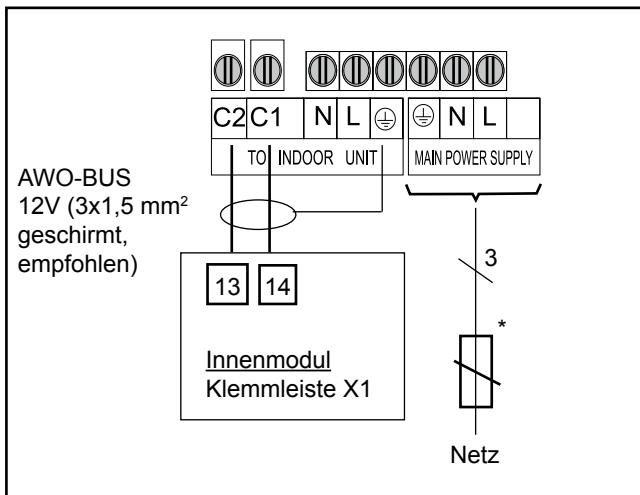 C2 C1 N L N L
TO INDOOR UNIT MAIN POWER SUPPLY
AWO-BUS
12V (3x1,5 mm²
geschirmt,
empfohlen)
3
13 14
*
Innenmodul
Klemmleiste X1
Netz